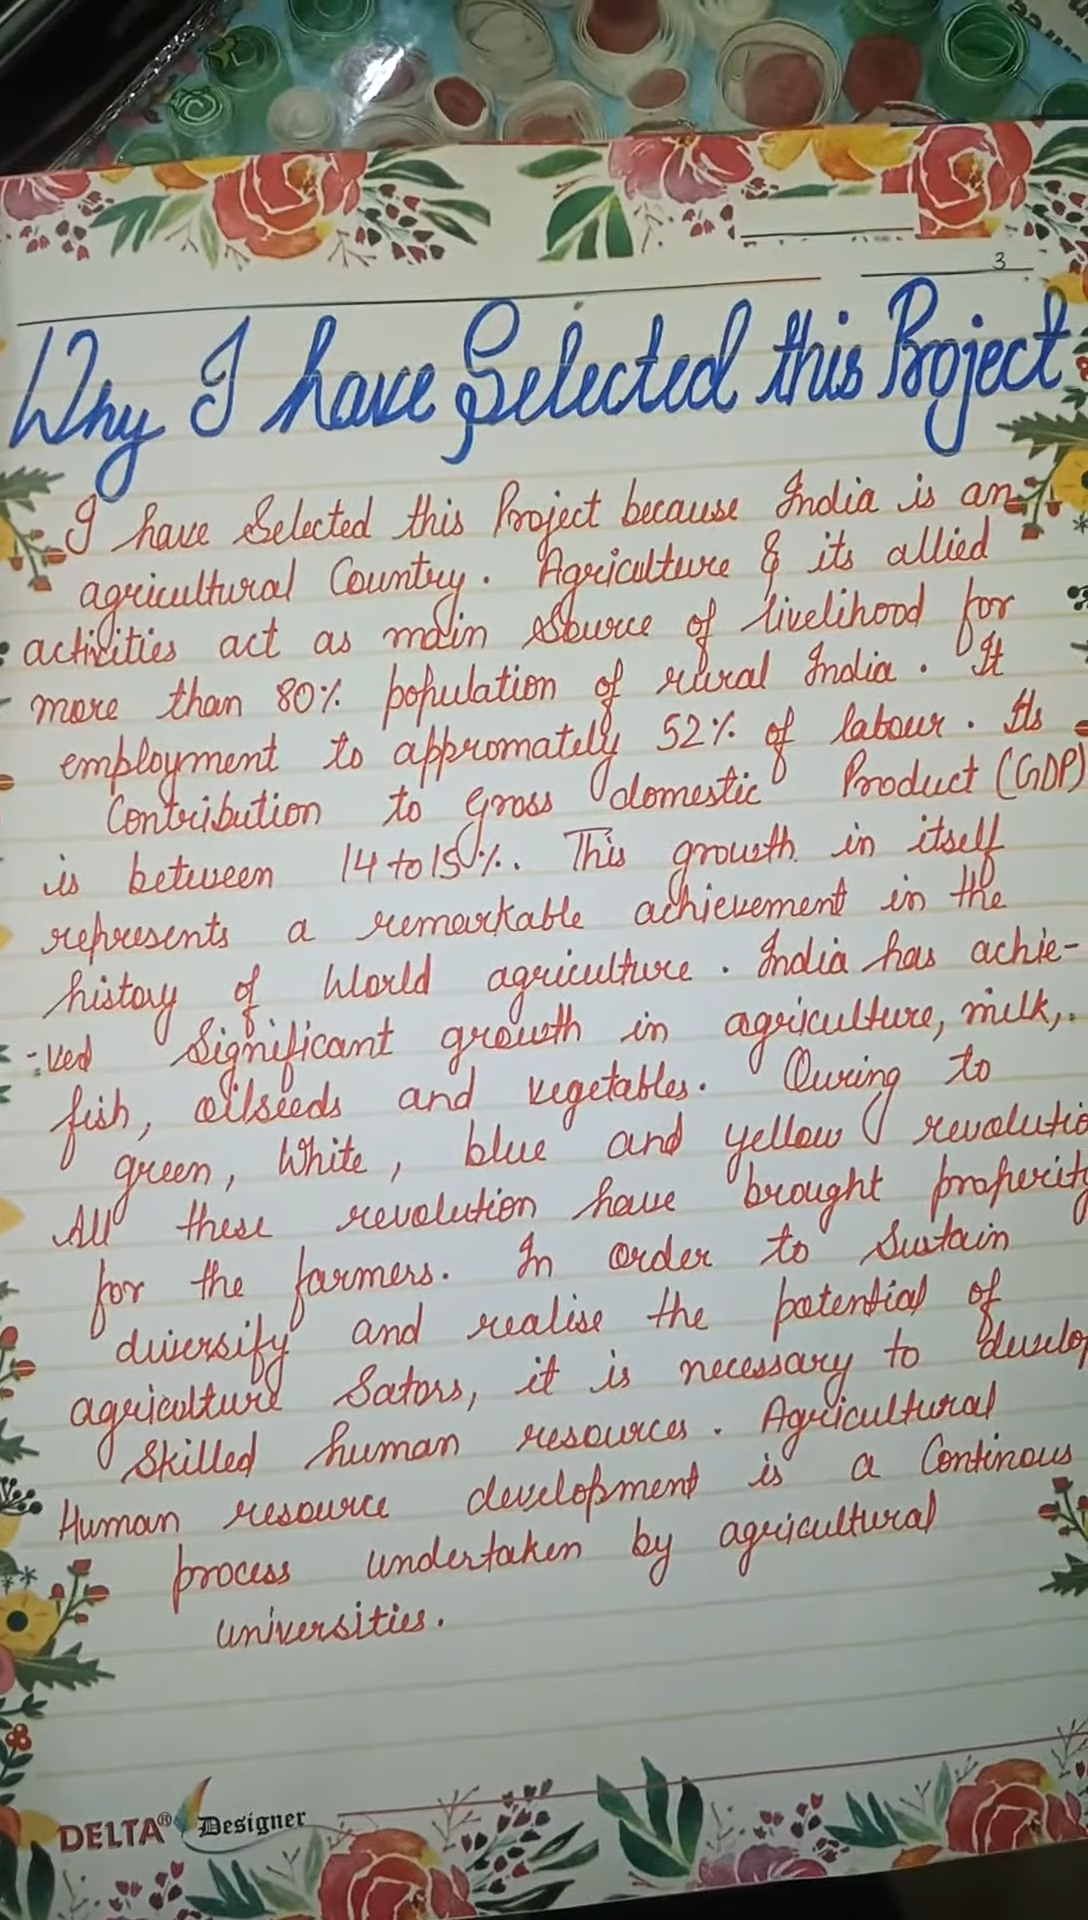 3
Why I have Selected this Project
I have Selected this Project because India is an
agricultural Country. Agriculture & its allied
activities act as main Source of livelihood for
more than 80% population of rural India. It
employment to appromately 52% of labour. Its
Contribution to Gross domestic Product (GDP)
is between 14 to 15%. This growth in itself
represents a remarkable achievement in the
history of World agriculture. India has achie-
-:ved Significant growth in agriculture, milk,
fish, oilseeds and vegetables. During to
green, White, blue and yellow revolutio
All these revolution have brought properity
for the farmers. In order to Sustain
diversify and realise the potential of
agriculture Sators, it is necessary to develop
Skilled human resources. Agricultural
Human resource development is a Continous
process undertaken by agricultural
universities.
DELTA® Designer